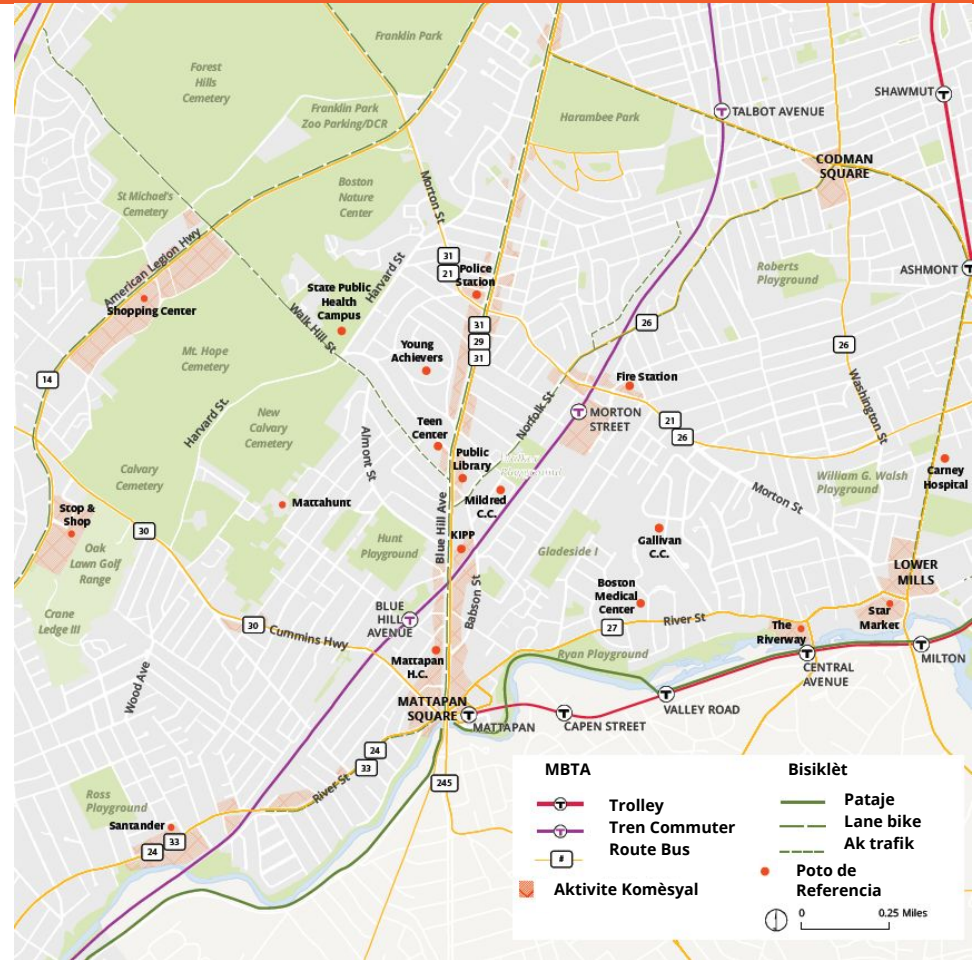 Franklin Park
Forest
Hills
Cemetery
Franklin Park
Zoo Parking/DCR
Harambee Park
TALBOT AVENUE
SHAWMUT
CODMAN
SQUARE
St Michael's
Cemetery
Boston
Nature
Center
Morton St
American Legion Hwy
Harvard St
31
21
Police
Station
Roberts
Playground
ASHMONT
Shopping Center
State Public
Health
Campus
Walk Hill St
31
29
31
26
26
Mt. Hope
Cemetery
Young
Achievers
Fire Station
14
Harvard St.
New
Calvary
Cemetery
Almont St
Teen
Center
Norfolk St
MORTON
STREET
21
26
Washington St
Public
Library
Playground
Calvary
Cemetery
Mattahunt
Mildred
C.C.
Morton St
William G. Walsh
Playground
Carney
Hospital
Stop &
Shop
30
Blue Hill Ave
KIPP
Hunt
Playground
Gladeside I
Gallivan
C.C.
Oak
Lawn Golf
Range
LOWER
MILLS
Crane
Ledge III
Babson St
Boston
Medical
Center
BLUE
HILL
AVENUE
30
Cummins Hwy
27
River St
The
Riverway
Star
Market
Mattapan
H.C.
Ryan Playground
CENTRAL
AVENUE
MILTON
Wood Ave
MATTAPAN
SQUARE
MATTAPAN
CAPEN STREET
VALLEY ROAD
24
33
River St
245
Ross
Playground
Santander
33
24
MBTA
Trolley
Tren Commuter
Route Bus
#
Aktivite Komèsyal
Bisiklèt
Pataje
Lane bike
Ak trafik
Poto de
Referencia
0
0.25 Miles